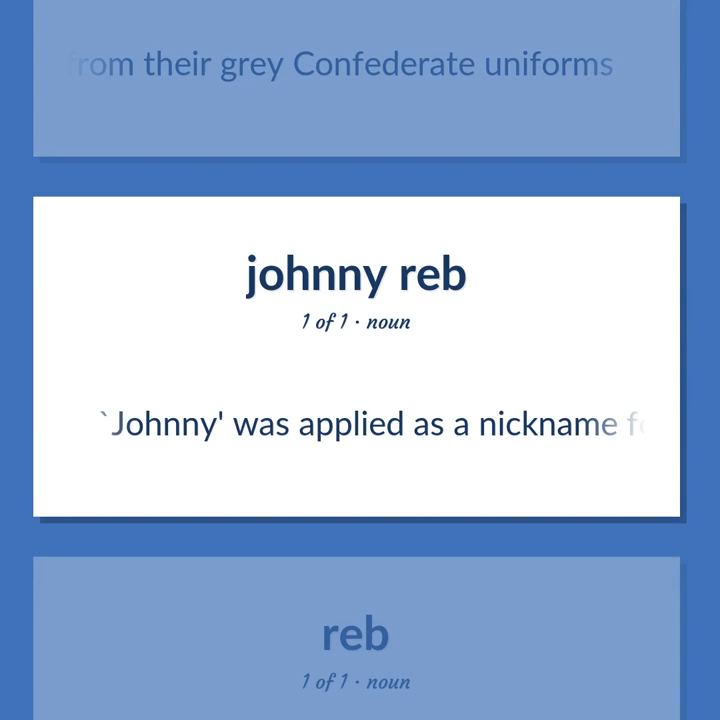 from their grey Confederate uniforms
johnny reb
1 of 1 · noun
`Johnny' was applied as a nickname
reb
1 of 1 · noun